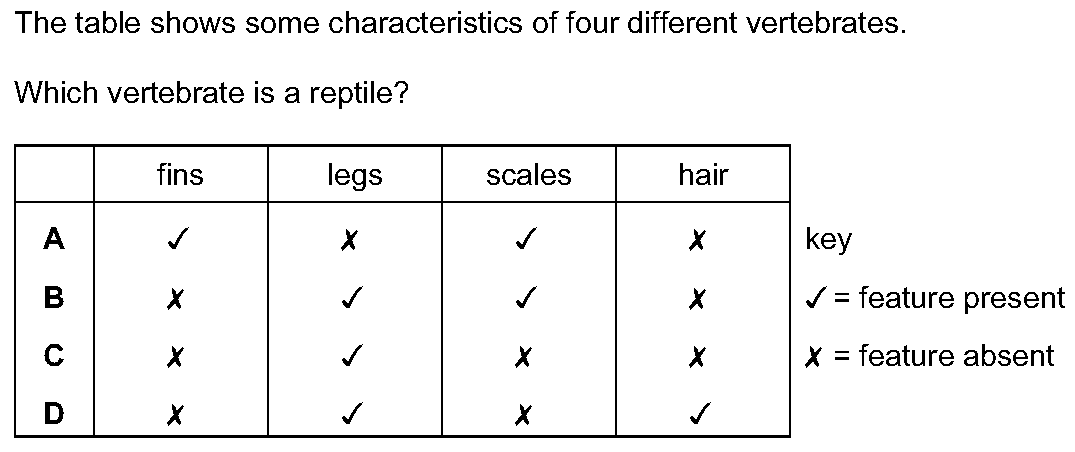 The table shows some characteristics of four different vertebrates.
Which vertebrate is a reptile?
fins legs scales hair
A ✓ ✗ ✓ ✗ key
B ✗ ✓ ✓ ✗ ✓ = feature present
C ✗ ✓ ✗ ✗ ✗ = feature absent
D ✗ ✓ ✗ ✓